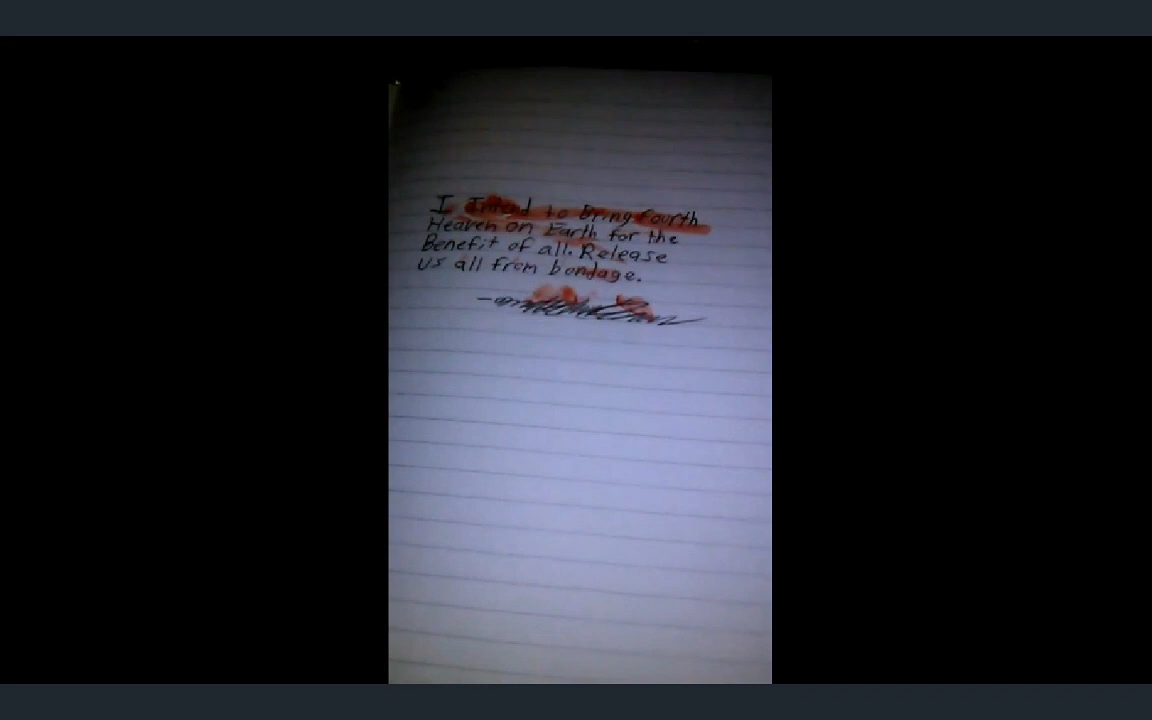 I Intend to Bring fourth
Heaven on Earth for the
Benefit of all. Release
us all from bondage.